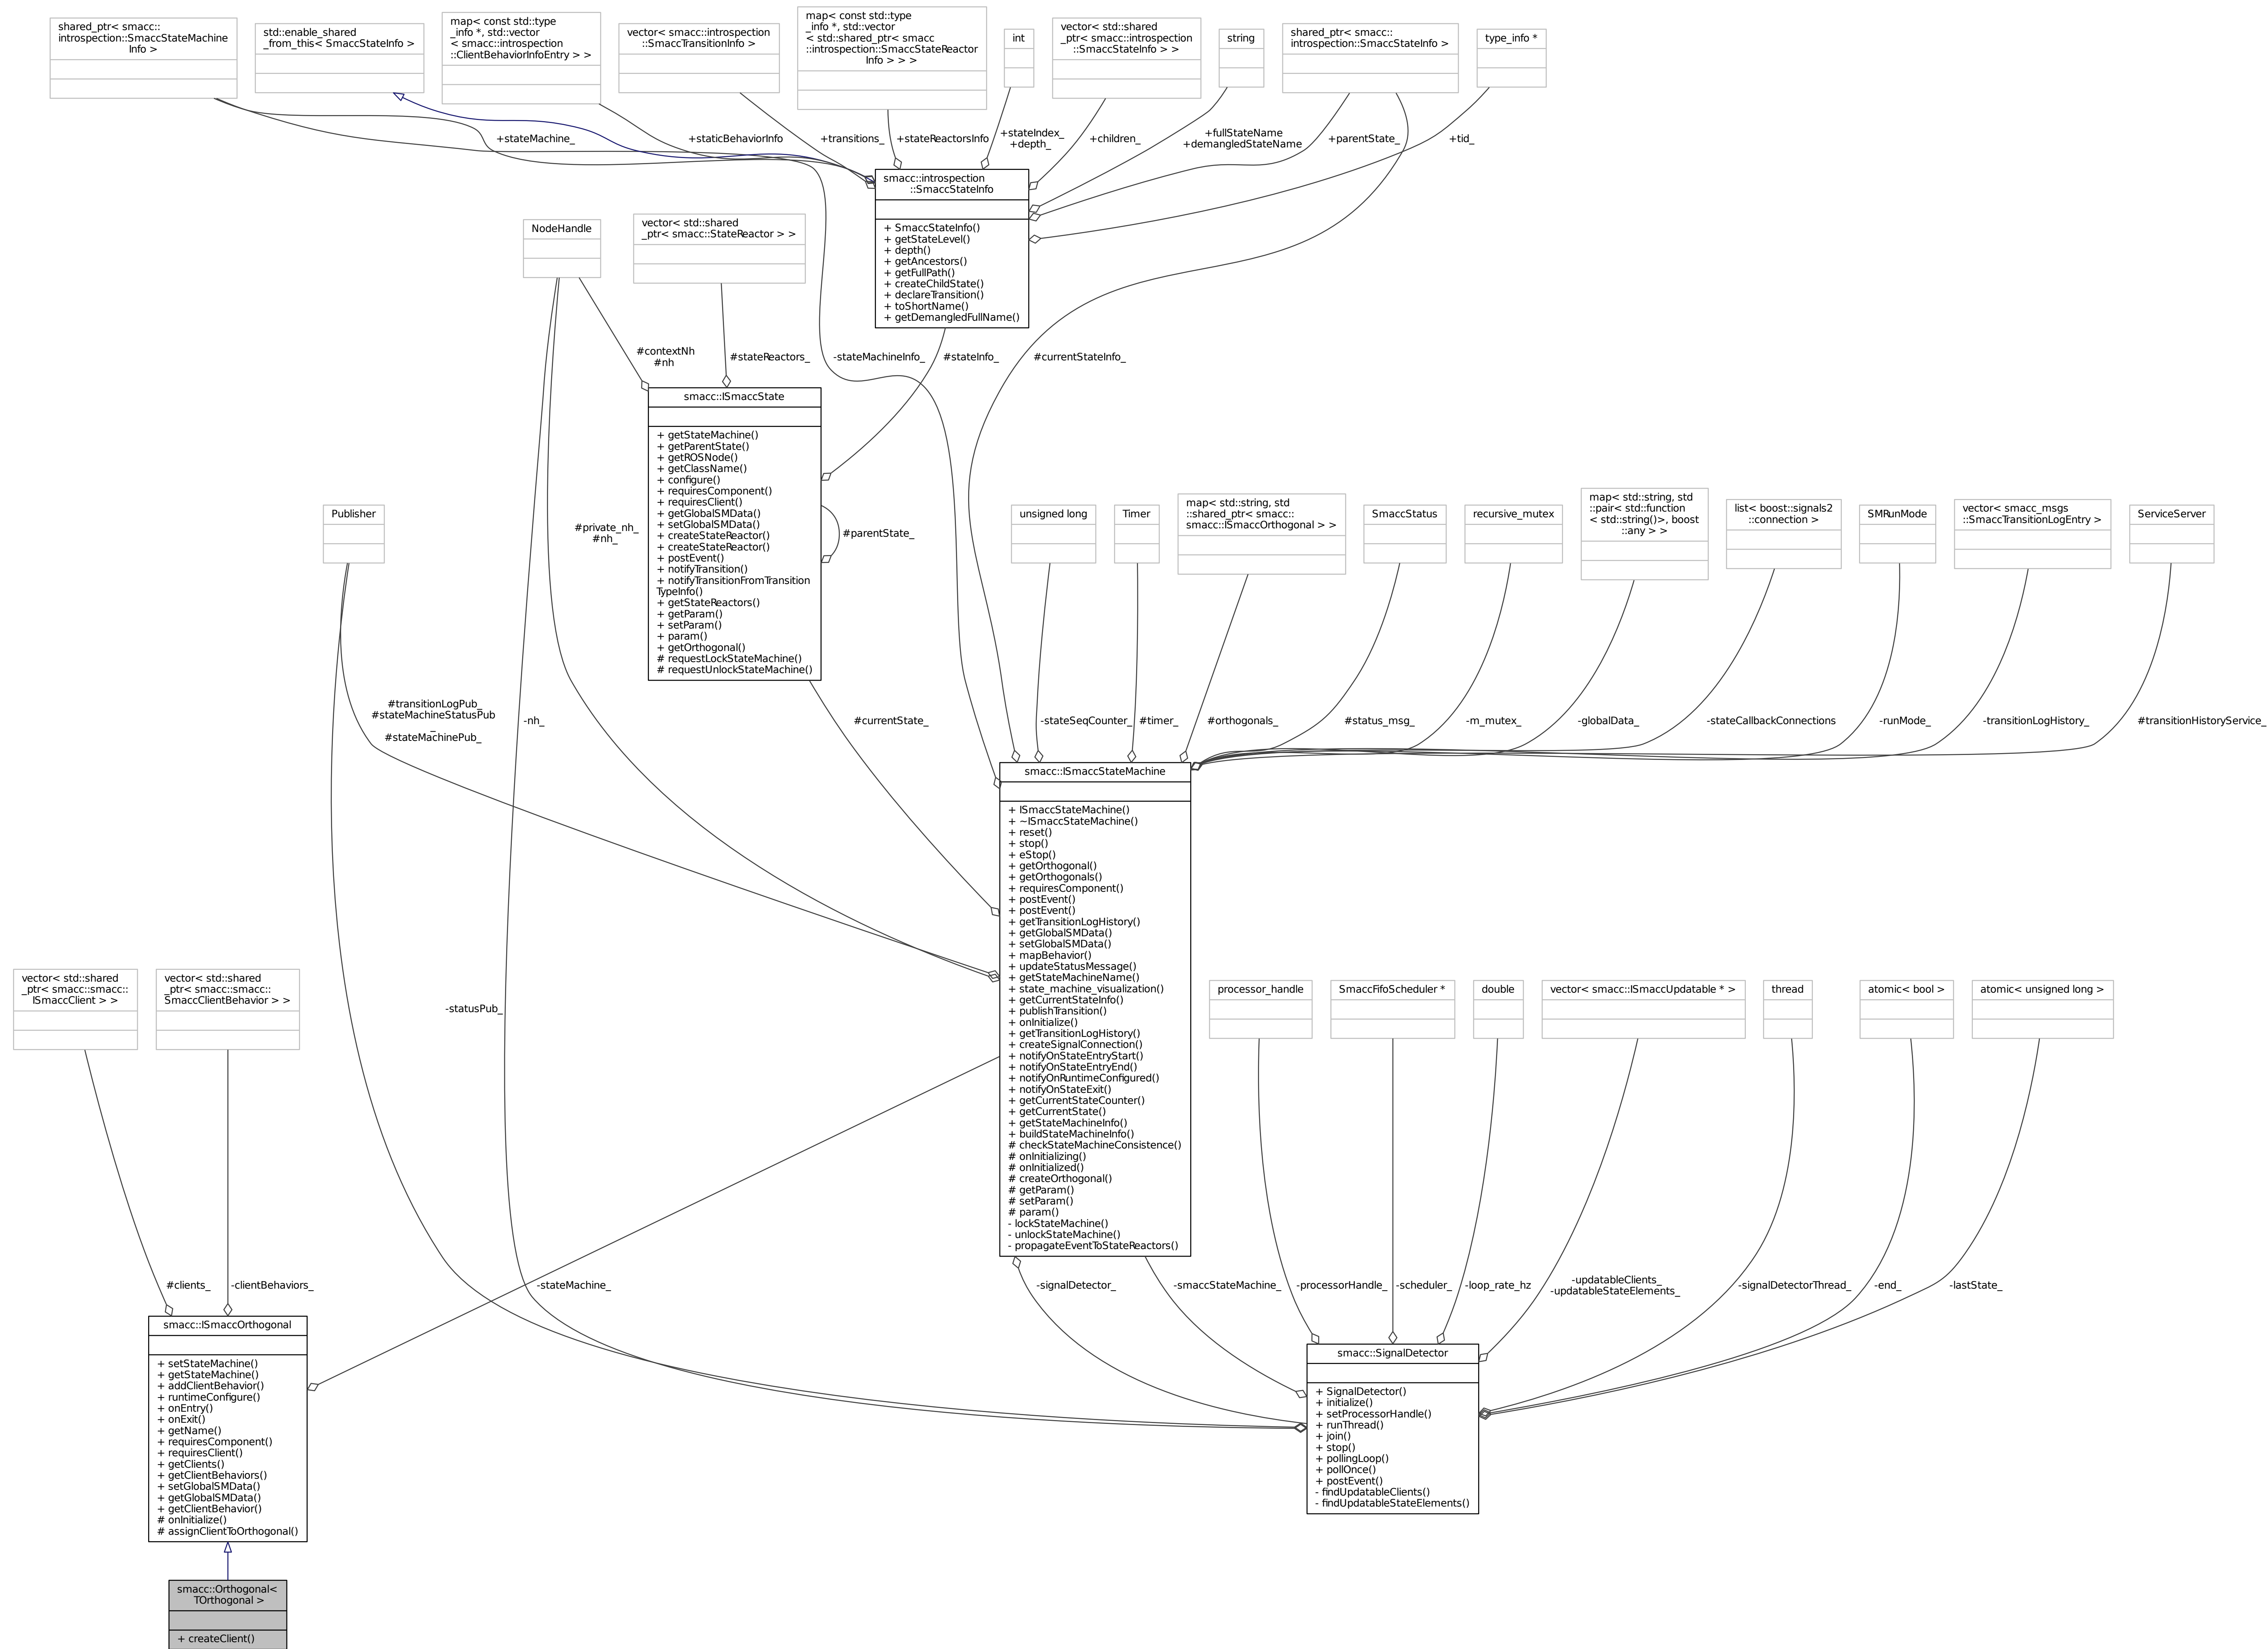 shared_ptr< smacc::
introspection::SmaccStateMachine
Info >
std::enable_shared
_from_this< SmaccStateInfo >
map< const std::type
_info *, std::vector
< smacc::introspection
::ClientBehaviorInfoEntry > >
vector< smacc::introspection
::SmaccTransitionInfo >
map< const std::type
_info *, std::vector
< std::shared_ptr< smacc
::introspection::SmaccStateReactor
Info > > >
int
vector< std::shared
_ptr< smacc::introspection
::SmaccStateInfo > >
string
shared_ptr< smacc::
introspection::SmaccStateInfo >
type_info *
+stateMachine_
+staticBehaviorInfo
+transitions_
+stateReactorsInfo
+stateIndex_
+depth_
+children_
+fullStateName
+demangledStateName
+parentState_
+tid_
smacc::introspection
::SmaccStateInfo
+ SmaccStateInfo()
+ getStateLevel()
+ depth()
+ getAncestors()
+ getFullPath()
+ createChildState()
+ declareTransition()
+ toShortName()
+ getDemangledFullName()
NodeHandle
vector< std::shared
_ptr< smacc::StateReactor > >
#contextNh
#nh
#stateReactors_
-stateMachineInfo_
#stateInfo_
#currentStateInfo_
smacc::ISmaccState
+ getStateMachine()
+ getParentState()
+ getROSNode()
+ getClassName()
+ configure()
+ requiresComponent()
+ requiresClient()
+ getGlobalSMData()
+ setGlobalSMData()
+ createStateReactor()
+ createStateReactor()
+ postEvent()
+ notifyTransition()
+ notifyTransitionFromTransition
TypeInfo()
+ getStateReactors()
+ getParam()
+ setParam()
+ param()
+ getOrthogonal()
# requestLockStateMachine()
# requestUnlockStateMachine()
#parentState_
#private_nh_
#nh_
Publisher
unsigned long
Timer
map< std::string, std
::shared_ptr< smacc::
smacc::ISmaccOrthogonal > >
SmaccStatus
recursive_mutex
map< std::string, std
::pair< std::function
< std::string()>, boost
::any > >
list< boost::signals2
::connection >
SMRunMode
vector< smacc_msgs
::SmaccTransitionLogEntry >
ServiceServer
#transitionLogPub_
#stateMachineStatusPub
_
#stateMachinePub_
-nh_
#currentState_
-stateSeqCounter_
#timer_
#orthogonals_
#status_msg_
-m_mutex_
-globalData_
-stateCallbackConnections
-runMode_
-transitionLogHistory_
#transitionHistoryService_
smacc::ISmaccStateMachine
+ ISmaccStateMachine()
+ ~ISmaccStateMachine()
+ reset()
+ stop()
+ eStop()
+ getOrthogonal()
+ getOrthogonals()
+ requiresComponent()
+ postEvent()
+ postEvent()
+ getTransitionLogHistory()
+ getGlobalSMData()
+ setGlobalSMData()
+ mapBehavior()
+ updateStatusMessage()
+ getStateMachineName()
+ state_machine_visualization()
+ getCurrentStateInfo()
+ publishTransition()
+ onInitialize()
+ getTransitionLogHistory()
+ createSignalConnection()
+ notifyOnStateEntryStart()
+ notifyOnStateEntryEnd()
+ notifyOnRuntimeConfigured()
+ notifyOnStateExit()
+ getCurrentStateCounter()
+ getCurrentState()
+ getStateMachineInfo()
+ buildStateMachineInfo()
# checkStateMachineConsistence()
# onInitializing()
# onInitialized()
# createOrthogonal()
# getParam()
# setParam()
# param()
- lockStateMachine()
- unlockStateMachine()
- propagateEventToStateReactors()
vector< std::shared
_ptr< smacc::smacc::
ISmaccClient > >
vector< std::shared
_ptr< smacc::smacc::
SmaccClientBehavior > >
-statusPub_
processor_handle
SmaccFifoScheduler *
double
vector< smacc::ISmaccUpdatable * >
thread
atomic< bool >
atomic< unsigned long >
#clients_
-clientBehaviors_
-stateMachine_
-signalDetector_
-smaccStateMachine_
-processorHandle_
-scheduler_
-loop_rate_hz
-updatableClients_
-updatableStateElements_
-signalDetectorThread_
-end_
-lastState_
smacc::ISmaccOrthogonal
+ setStateMachine()
+ getStateMachine()
+ addClientBehavior()
+ runtimeConfigure()
+ onEntry()
+ onExit()
+ getName()
+ requiresComponent()
+ requiresClient()
+ getClients()
+ getClientBehaviors()
+ setGlobalSMData()
+ getGlobalSMData()
+ getClientBehavior()
# onInitialize()
# assignClientToOrthogonal()
smacc::SignalDetector
+ SignalDetector()
+ initialize()
+ setProcessorHandle()
+ runThread()
+ join()
+ stop()
+ pollingLoop()
+ pollOnce()
+ postEvent()
- findUpdatableClients()
- findUpdatableStateElements()
smacc::Orthogonal<
TOrthogonal >
+ createClient()